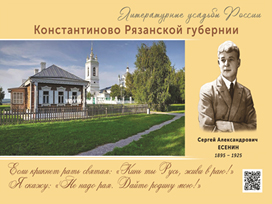 Литературные усадьбы России
Константиново Рязанской губернии
Сергей Александрович
ЕСЕНИН
1895 – 1925
Если крикнет рать святая: «Кинь ты Русь, живи в раю!»
Я скажу: «Не надо рая, Дайте родину мою!»